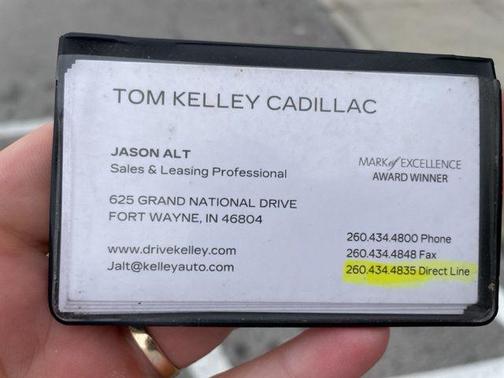 TOM KELLEY CADILLAC
JASON ALT
Sales & Leasing Professional
MARK of EXCELLENCE
AWARD WINNER
625 GRAND NATIONAL DRIVE
FORT WAYNE, IN 46804
www.drivekelley.com
Jalt@kelleyauto.com
260.434.4800 Phone
260.434.4848 Fax
260.434.4835 Direct Line